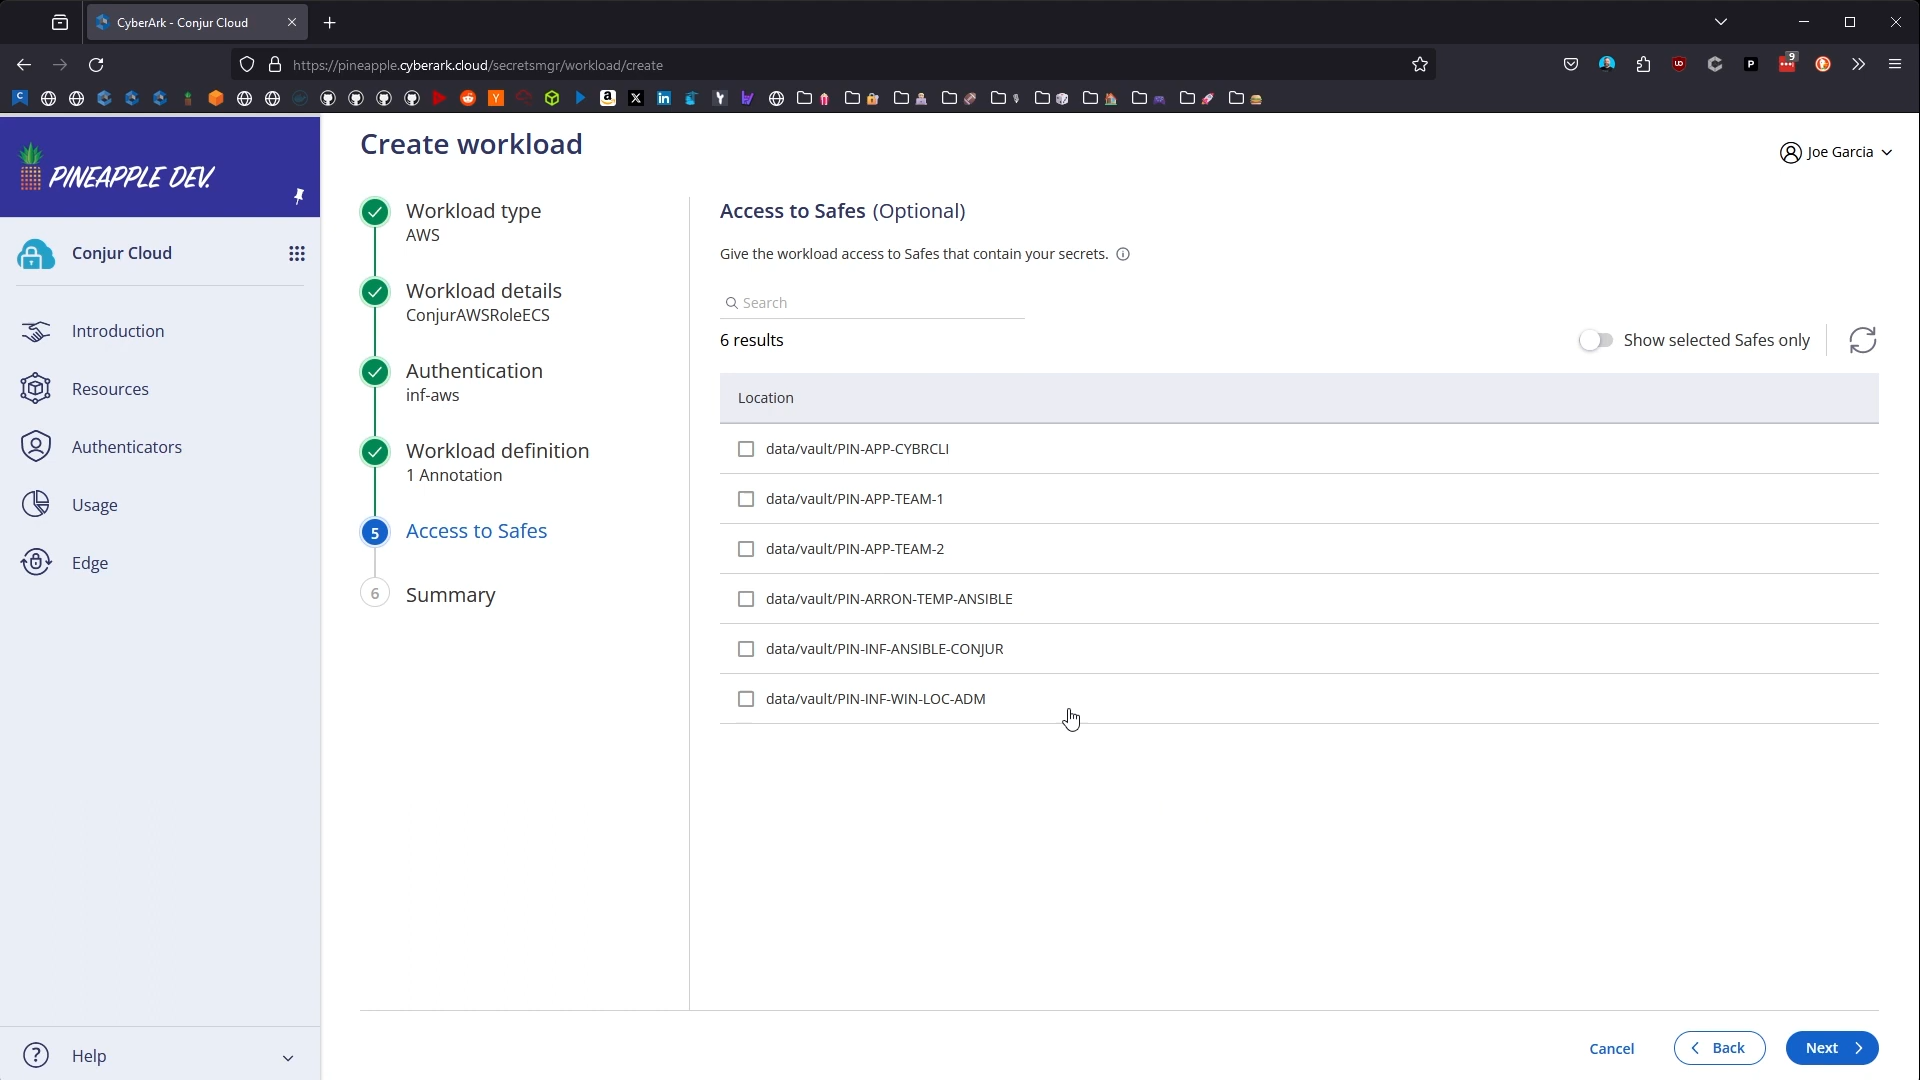 CyberArk - Conjur Cloud
https://pineapple.cyberark.cloud/secretsmgr/workload/create
9
PINEAPPLE DEV.
Conjur Cloud
Introduction
Resources
Authenticators
Usage
Edge
Help
Create workload
Joe Garcia
Workload type
AWS
Workload details
ConjurAWSRoleECS
Authentication
inf-aws
Workload definition
1 Annotation
5
Access to Safes
6
Summary
Access to Safes (Optional)
Give the workload access to Safes that contain your secrets.
Search
6 results
Show selected Safes only
Location
data/vault/PIN-APP-CYBRCLI
data/vault/PIN-APP-TEAM-1
data/vault/PIN-APP-TEAM-2
data/vault/PIN-ARRON-TEMP-ANSIBLE
data/vault/PIN-INF-ANSIBLE-CONJUR
data/vault/PIN-INF-WIN-LOC-ADM
Cancel
Back
Next